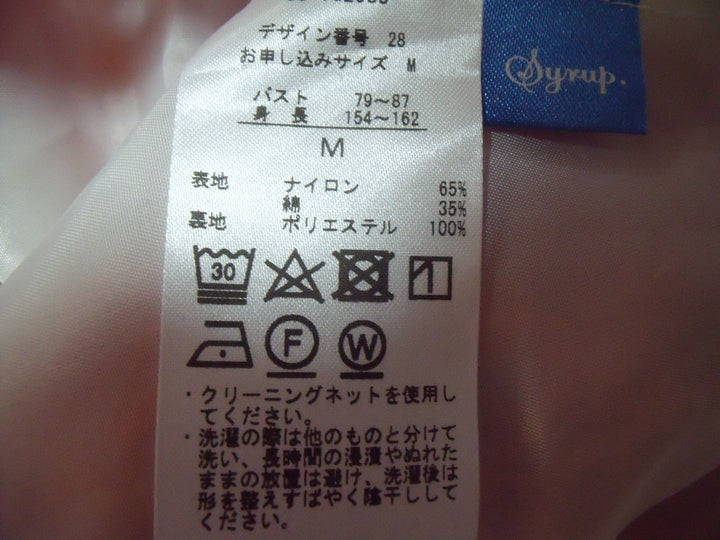 デザイン番号 28
お申し込みサイズ M
Syrup.
バスト 79～87
身長 154～162
M
表地 ナイロン 65%
綿 35%
裏地 ポリエステル 100%
30
F
W
・クリーニングネットを使用し
てください。
・洗濯の際は他のものと分けて
洗い、長時間の浸漬やぬれた
ままの放置は避け、洗濯後は
形を整えすばやく陰干しして
ください。